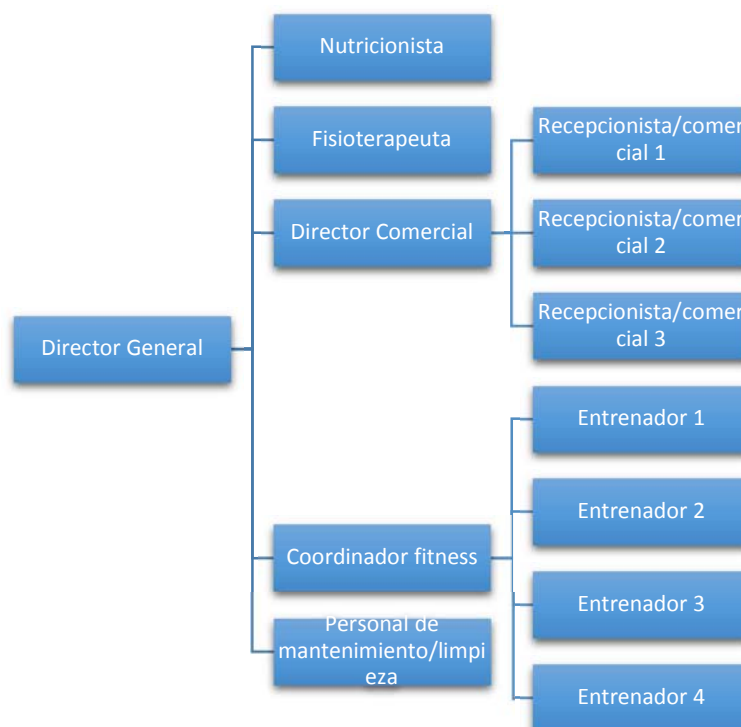 Nutricionista
Fisioterapeuta
Director Comercial
Recepcionista/comer
cial 1
Recepcionista/comer
cial 2
Recepcionista/comer
cial 3
Director General
Entrenador 1
Entrenador 2
Coordinador fitness
Entrenador 3
Personal de
mantenimiento/limpi
eza
Entrenador 4